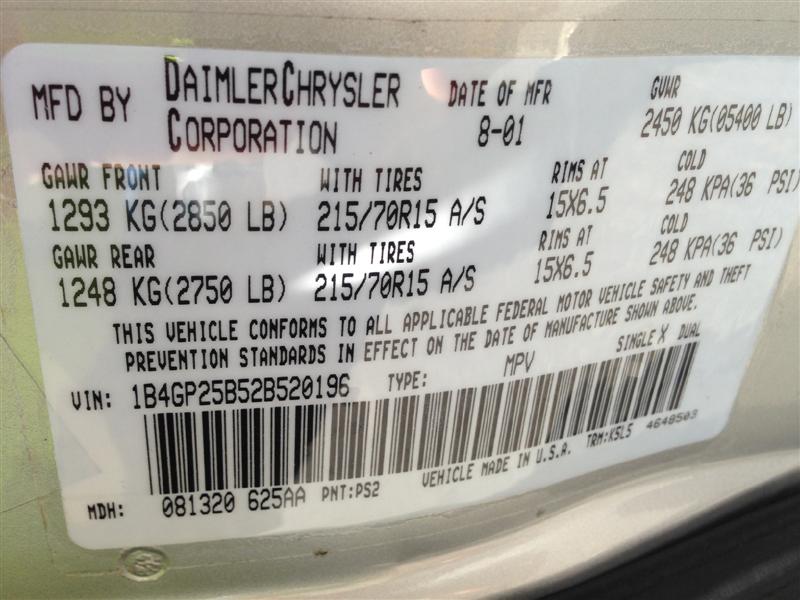 MFD BY DAIMLERCHRYSLER CORPORATION DATE OF MFR 8-01 GVWR 2450 KG(05400 LB)
GAWR FRONT WITH TIRES RIMS AT COLD
1293 KG(2850 LB) 215/70R15 A/S 15X6.5 248 KPA(36 PSI)
GAWR REAR WITH TIRES RIMS AT COLD
1248 KG(2750 LB) 215/70R15 A/S 15X6.5 248 KPA(36 PSI)
THIS VEHICLE CONFORMS TO ALL APPLICABLE FEDERAL MOTOR VEHICLE SAFETY AND THEFT
PREVENTION STANDARDS IN EFFECT ON THE DATE OF MANUFACTURE SHOWN ABOVE.
VIN: 1B4GP25B52B520196 TYPE: MPV SINGLE X DUAL
MDH: 081320 625AA PNT:PS2 VEHICLE MADE IN U.S.A. TRM:K5L5 4648503